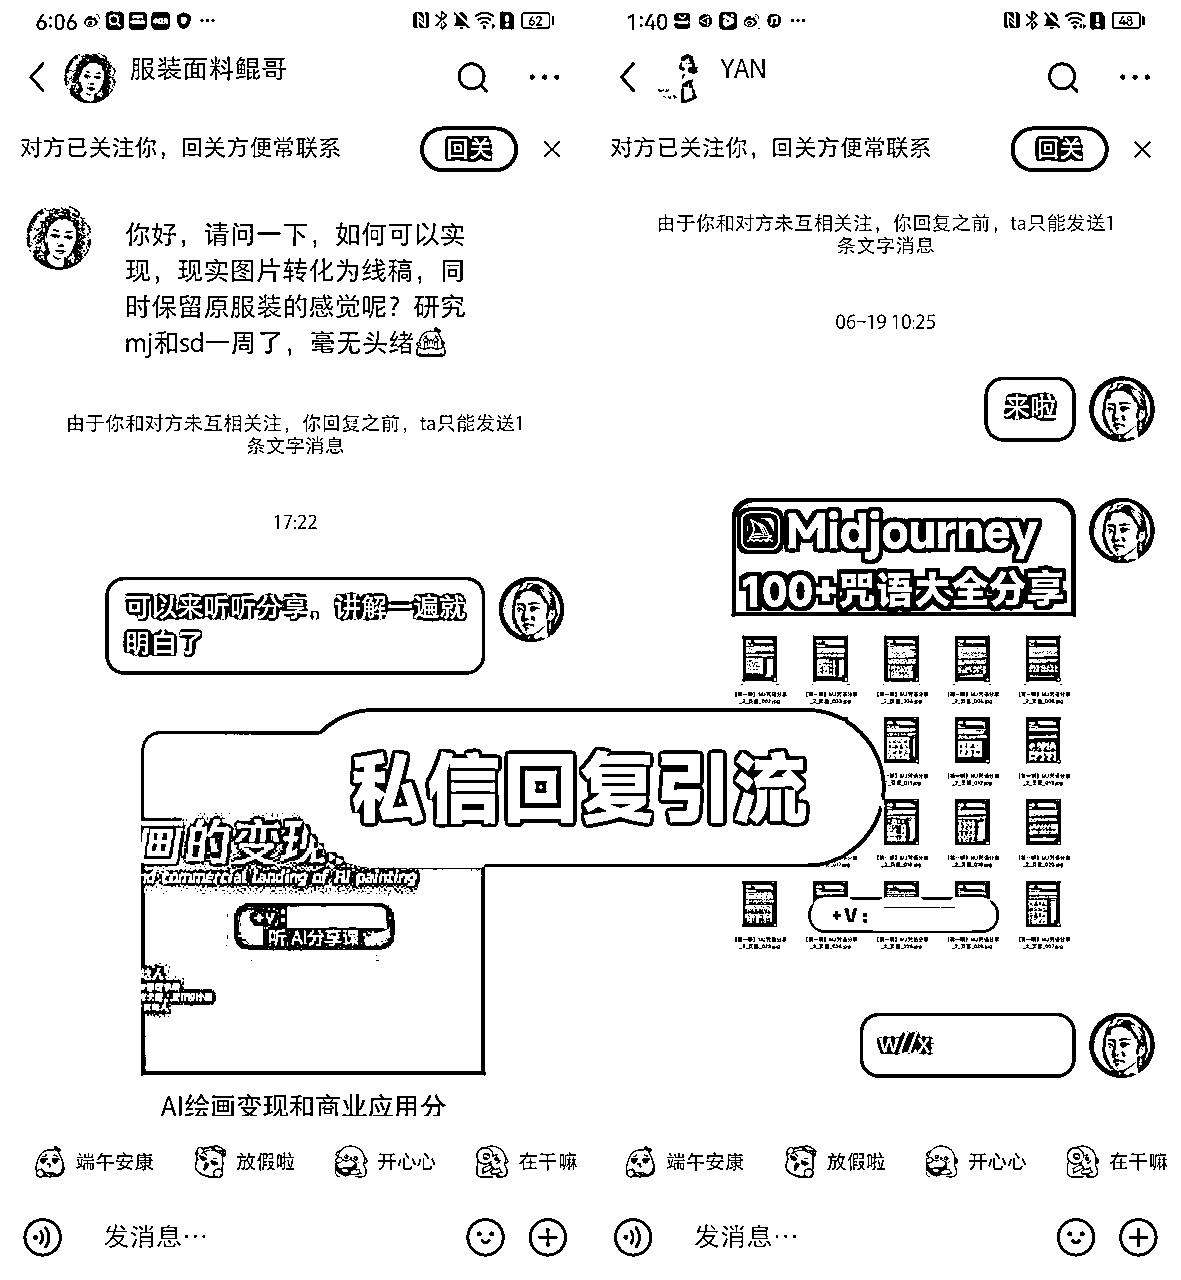 6:06
62
服装面料鲲哥
对方已关注你，回关方便常联系
回关
你好，请问一下，如何可以实
现，现实图片转化为线稿，同
时保留原服装的感觉呢？研究
mj和sd一周了，毫无头绪
由于你和对方未互相关注，你回复之前，ta只能发送1
条文字消息
17:22
可以来听听分享。讲解一遍就
明白了
画的变现
nd commercial landing of AI painting
+V:
听AI分享课
AI绘画变现和商业应用分
端午安康
放假啦
开心心
在干嘛
发消息…
私信回复引流
1:40
48
YAN
对方已关注你，回关方便常联系
回关
由于你和对方未互相关注，你回复之前，ta只能发送1
条文字消息
06-19 10:25
来啦
Midjourney
100+咒语大全分享
+V:
W//X
端午安康
放假啦
开心心
在干嘛
发消息…